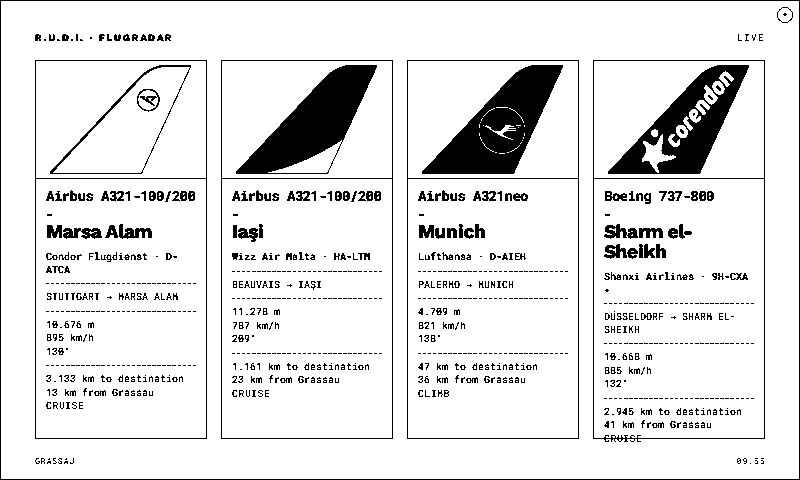 R.U.D.I. · FLUGRADAR
LIVE
Airbus A321-100/200
-
Marsa Alam
Condor Flugdienst · D-
ATCA
STUTTGART → MARSA ALAM
10.676 m
895 km/h
130°
3.133 km to destination
13 km from Grassau
CRUISE
Airbus A321-100/200
-
Iaşi
Wizz Air Malta · HA-LTM
BEAUVAIS → IAŞI
11.278 m
787 km/h
209°
1.161 km to destination
23 km from Grassau
CRUISE
Airbus A321neo
-
Munich
Lufthansa · D-AIEH
PALERMO → MUNICH
4.709 m
821 km/h
138°
47 km to destination
36 km from Grassau
CLIMB
corendon
Boeing 737-800
-
Sharm el-
Sheikh
Shanxi Airlines · 9H-CXA
DÜSSELDORF → SHARM EL-
SHEIKH
10.668 m
885 km/h
132°
2.945 km to destination
41 km from Grassau
CRUISE
GRASSAU
09.55